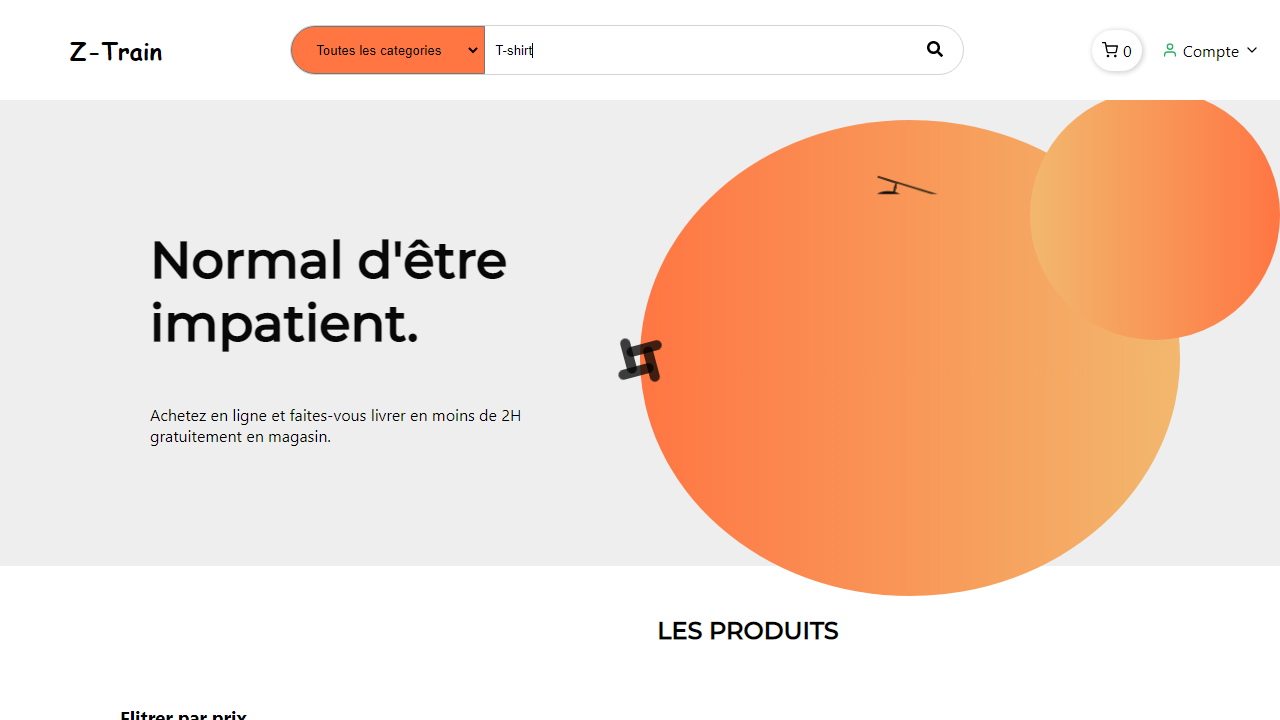 Z-Train
Toutes les categories
T-shirt
0
Compte
Normal d'être
impatient.
Achetez en ligne et faites-vous livrer en moins de 2H
gratuitement en magasin.
LES PRODUITS
Flitrer par prix